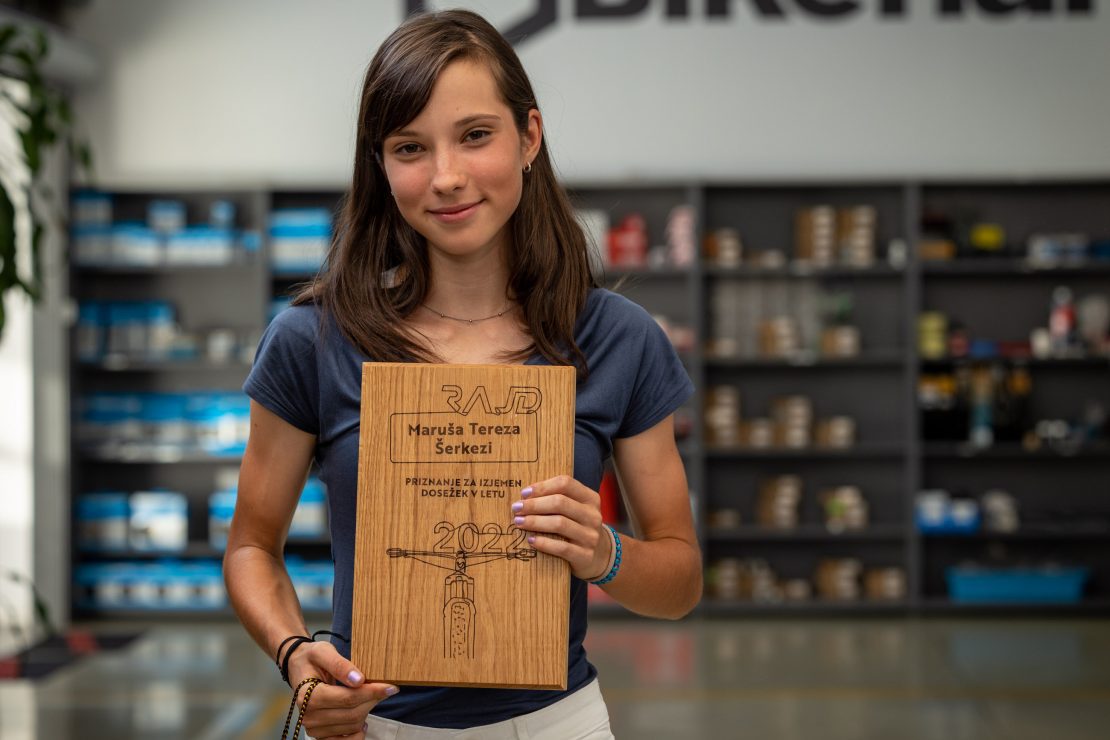 RAJD
Maruša Tereza
Šerkezi
PRIZNANJE ZA IZJEMEN
DOSEŽEK V LETU
2022